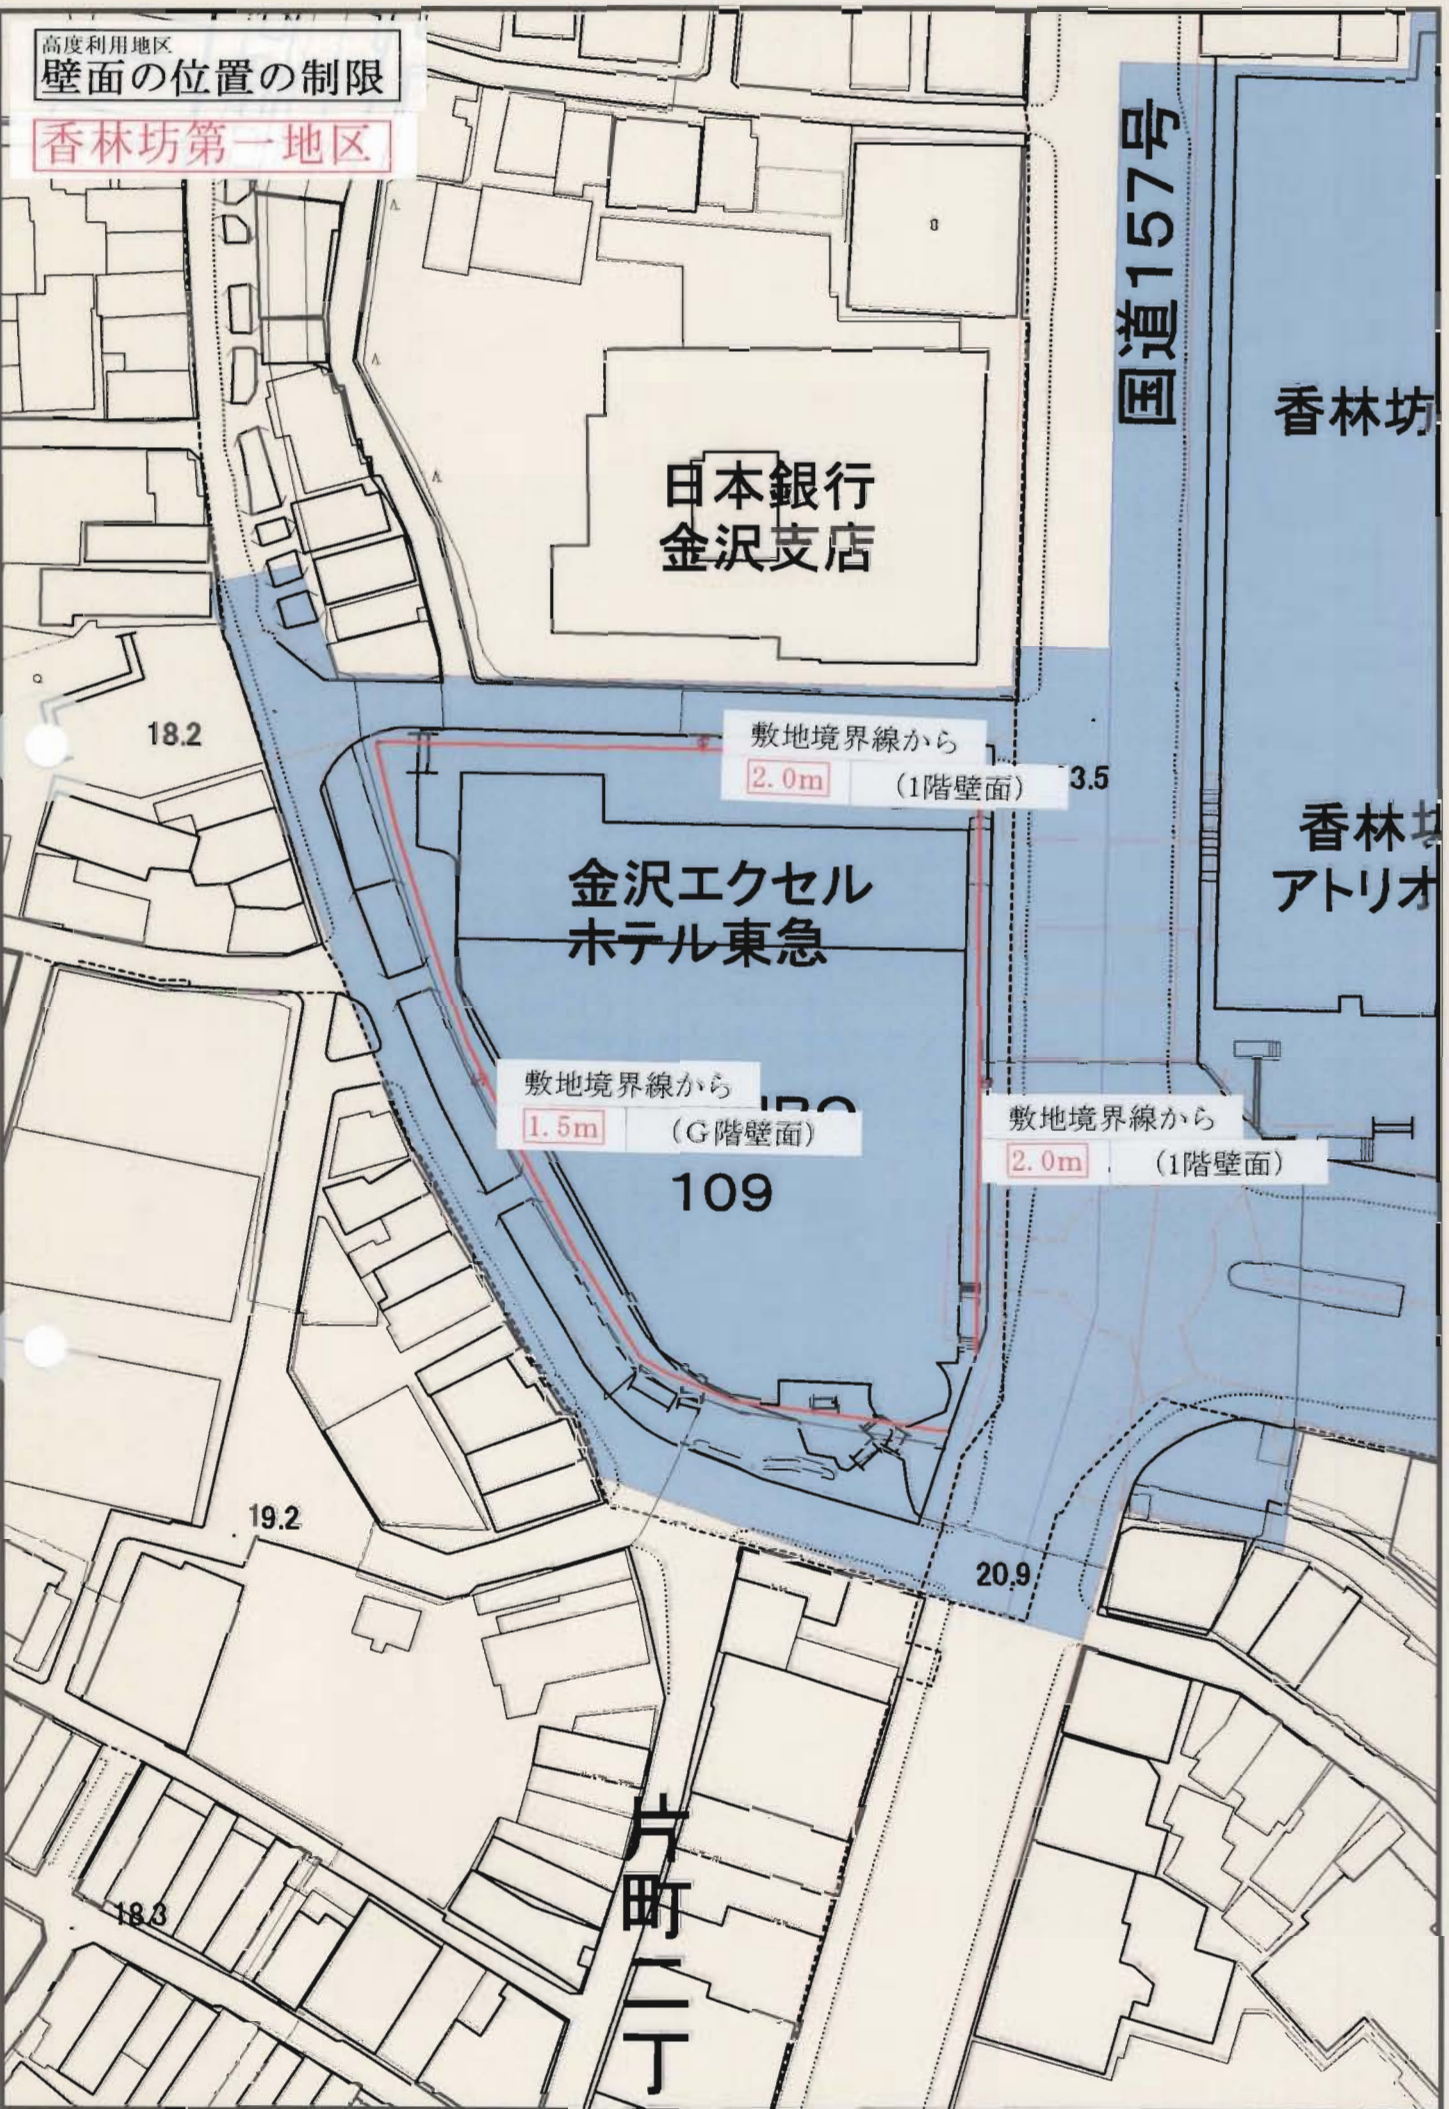 高度利用地区
壁面の位置の制限
香林坊第一地区
国道157号
香林坊
日本銀行
金沢支店
18.2
敷地境界線から
2.0m (1階壁面)
3.5
香林
アトリオ
金沢エクセル
ホテル東急
敷地境界線から
1.5m (G階壁面)
109
敷地境界線から
2.0m (1階壁面)
19.2
20.9
片町二丁
18.3